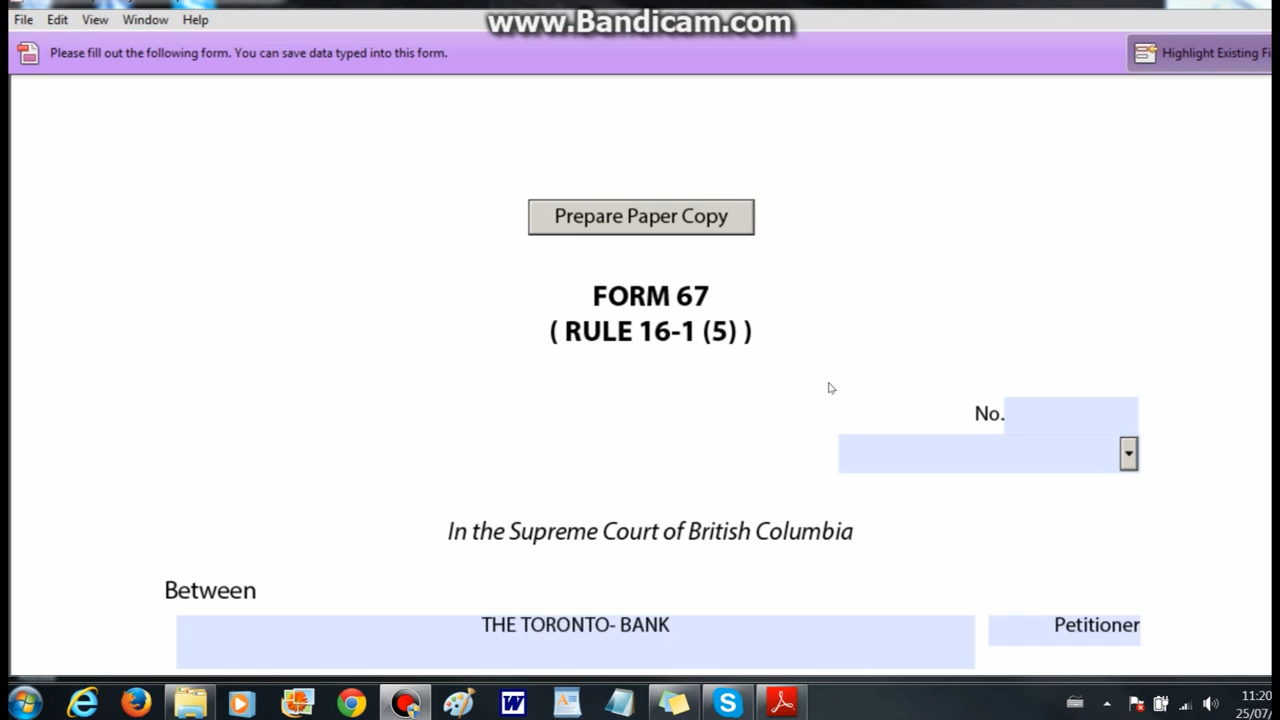 www.Bandicam.com
File Edit View Window Help
Please fill out the following form. You can save data typed into this form.
Highlight Existing Fi
Prepare Paper Copy
FORM 67
( RULE 16-1 (5) )
No.
In the Supreme Court of British Columbia
Between
THE TORONTO- BANK
Petitioner
11:20
25/07/